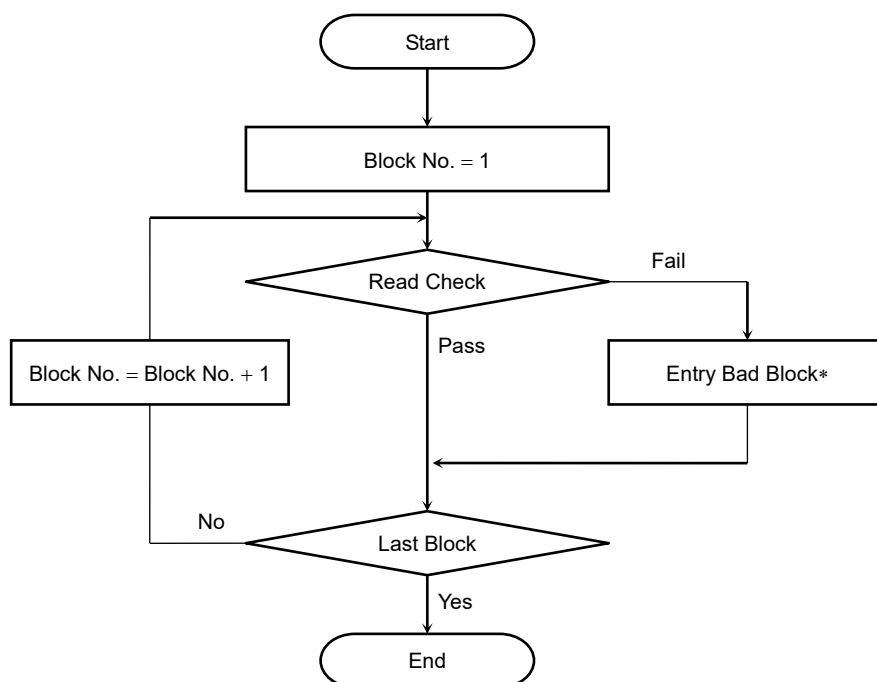 Start
Block No. = 1
Read Check
Fail
Pass
Block No. = Block No. + 1
Entry Bad Block*
No
Last Block
Yes
End